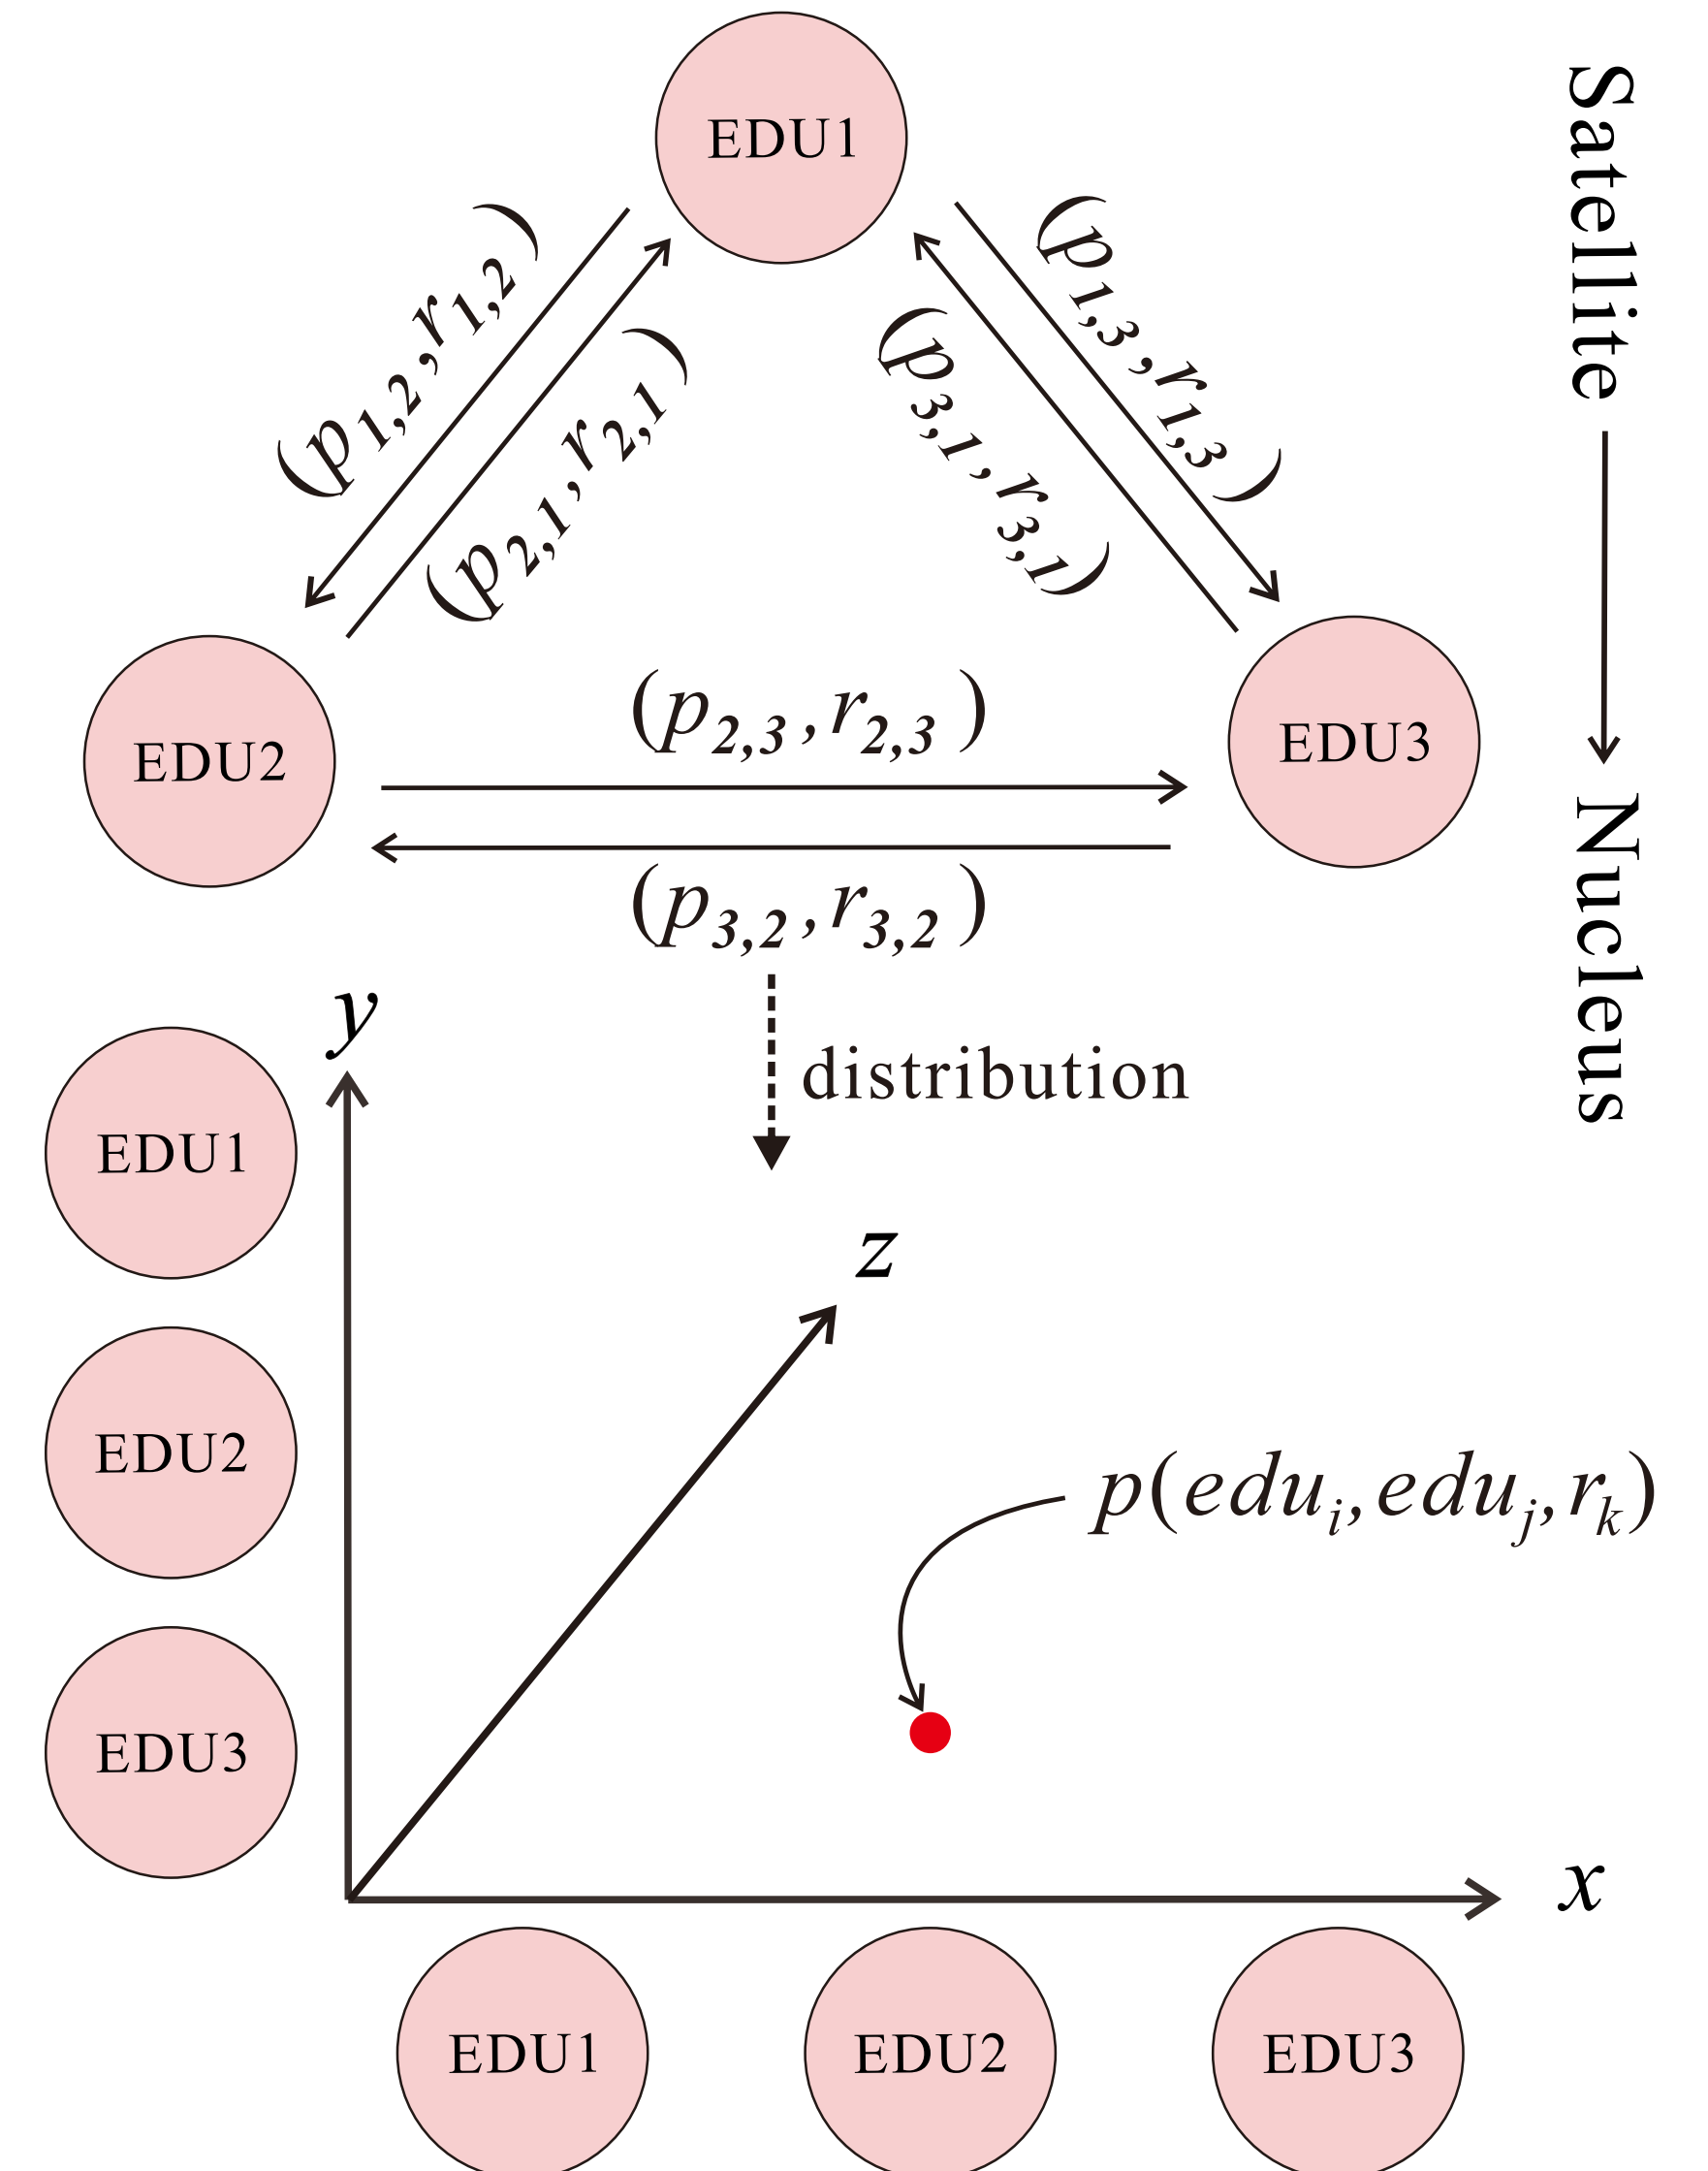 EDU1
Satellite
(p1,2,r1,2)
(p2,1,r2,1)
(p3,1,r3,1)
(p1,3,r1,3)
EDU2
(p2,3,r2,3)
EDU3
(p3,2,r3,2)
Nucleus
distribution
y
EDU1
z
EDU2
p(edui,eduj,rk)
EDU3
x
EDU1
EDU2
EDU3